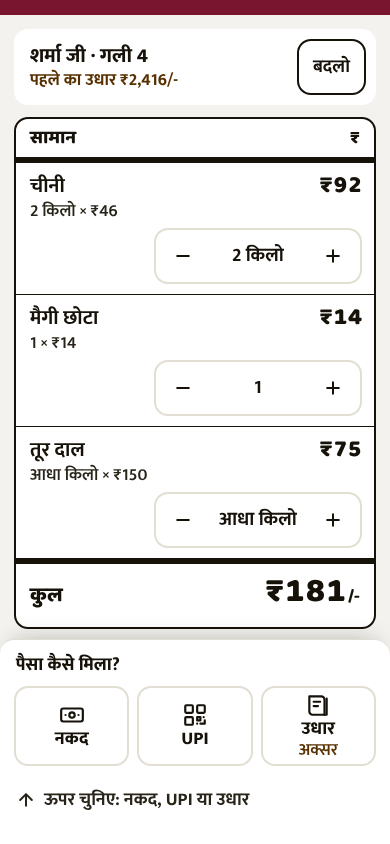 शर्मा जी · गली 4
पहले का उधार ₹2,416/-
बदलो
सामान ₹
चीनी ₹92
2 किलो × ₹46
− 2 किलो +
मैगी छोटा ₹14
1 × ₹14
− 1 +
तूर दाल ₹75
आधा किलो × ₹150
− आधा किलो +
कुल ₹181/-
पैसा कैसे मिला?
नकद
UPI
उधार
अक्सर
↑ ऊपर चुनिए: नकद, UPI या उधार